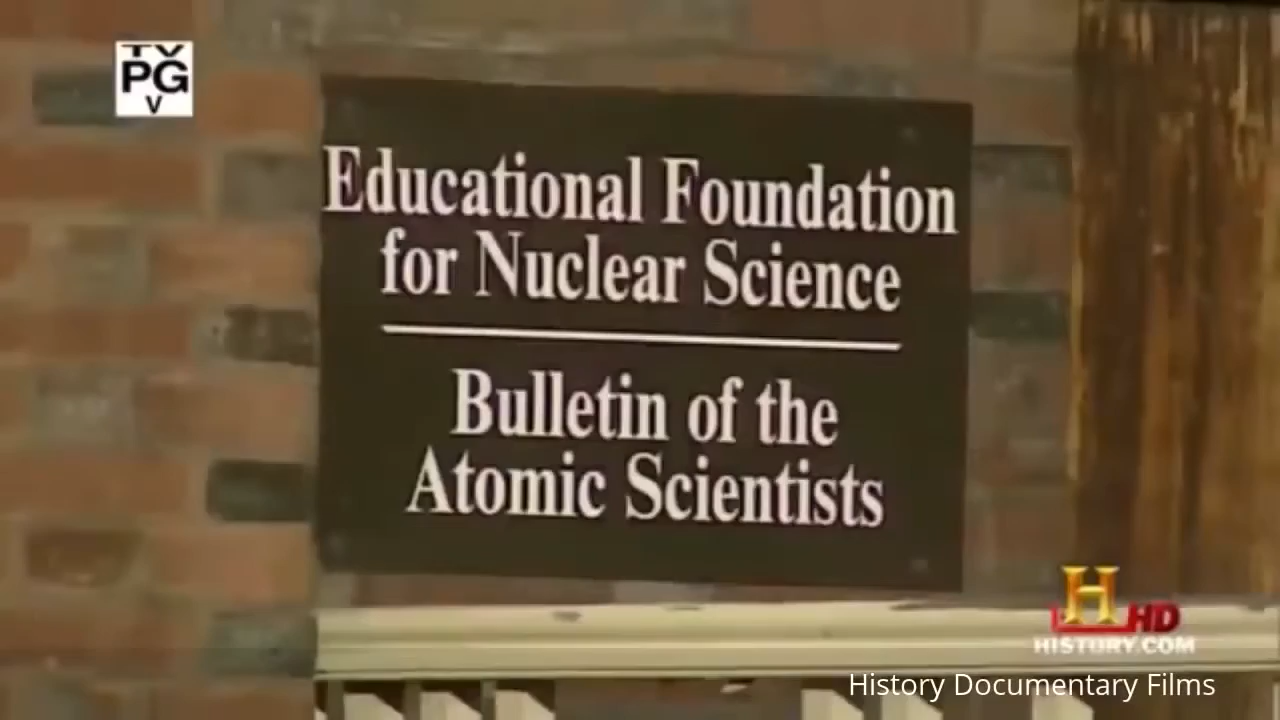 TV
PG
V
Educational Foundation
for Nuclear Science
Bulletin of the
Atomic Scientists
H HD
HISTORY.COM
History Documentary Films